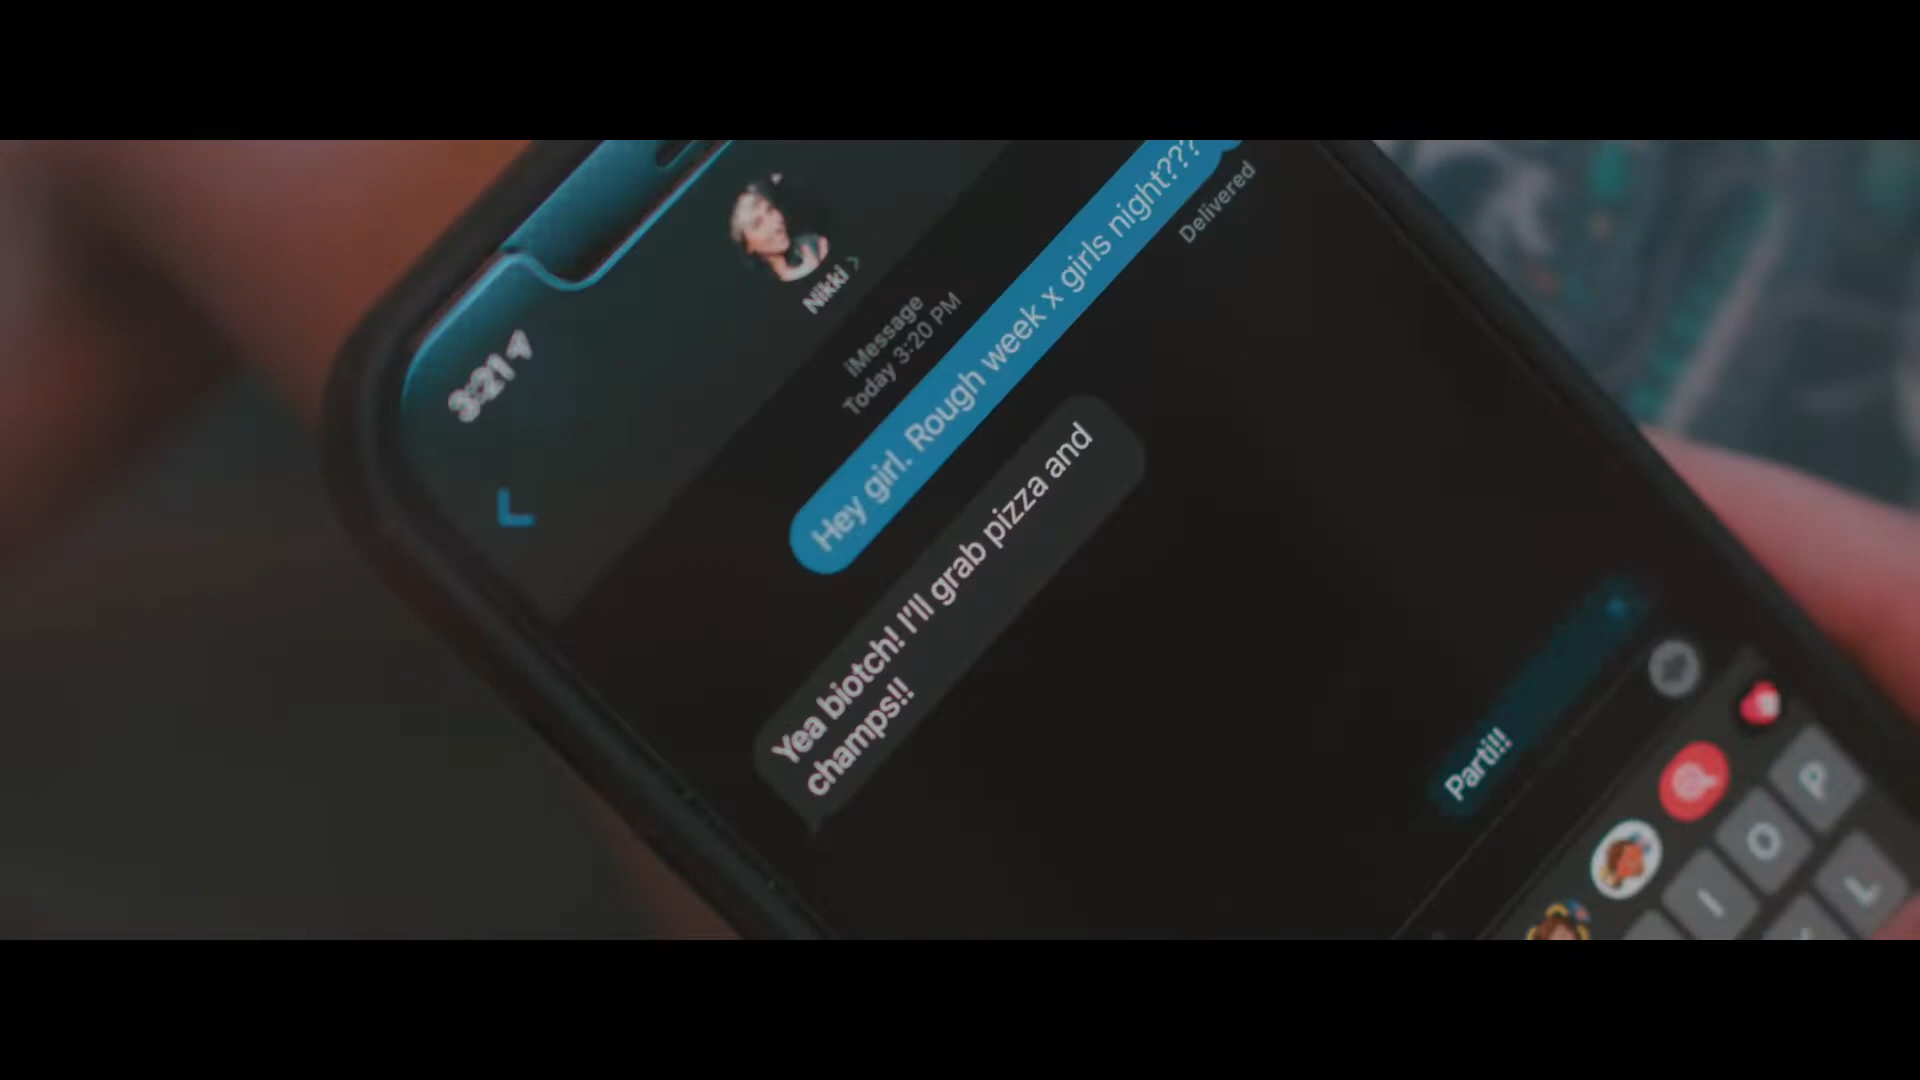 3:21
Nikki >
iMessage
Today 3:20 PM
Hey girl. Rough week x girls night???
Delivered
Yea biotch! I'll grab pizza and
champs!!
Parti!!
P
O
I
L